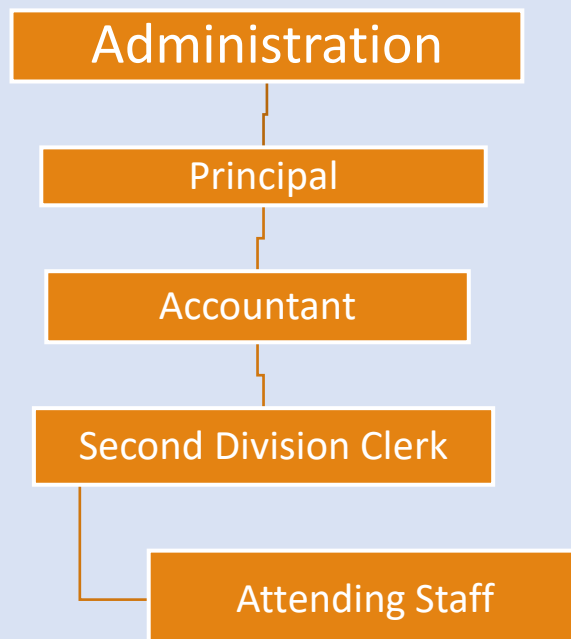 Administration
Principal
Accountant
Second Division Clerk
Attending Staff